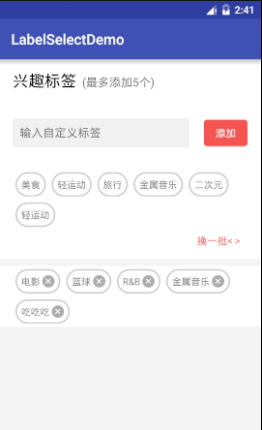 2:41
LabelSelectDemo
兴趣标签 (最多添加5个)
输入自定义标签 添加
美食 轻运动 旅行 金属音乐 二次元
轻运动
换一批< >
电影 篮球 R&B 金属音乐
吃吃吃